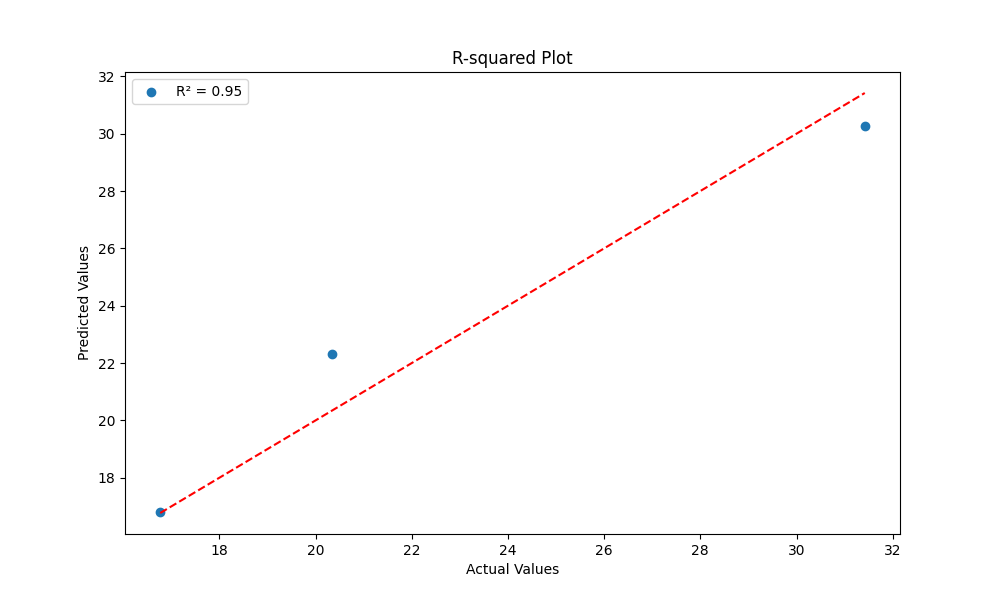 R-squared Plot
R² = 0.95
32
30
28
26
24
22
20
18
Predicted Values
18 20 22 24 26 28 30 32
Actual Values